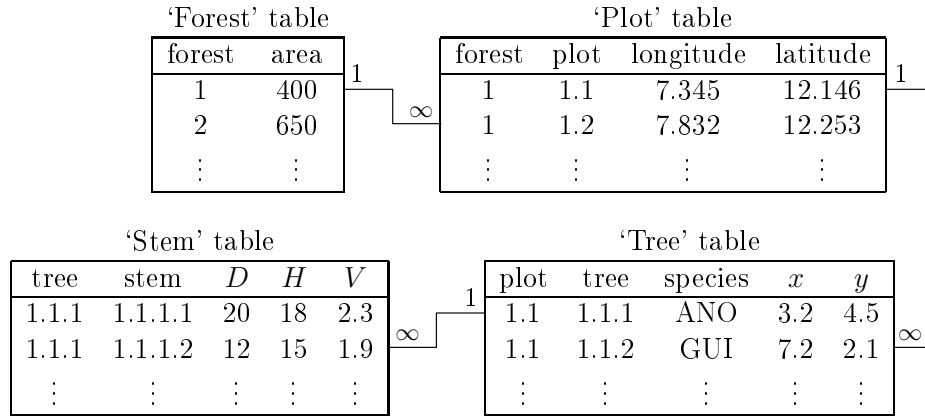 ‘Forest’ table ‘Plot’ table
forest area forest plot longitude latitude
1 400 1 1 1.1 7.345 12.146 1
2 650 ∞ 1 1.2 7.832 12.253
⋮ ⋮ ⋮ ⋮ ⋮ ⋮
‘Stem’ table ‘Tree’ table
tree stem D H V plot tree species x y
1.1.1 1.1.1.1 20 18 2.3 1 1.1 1.1.1 ANO 3.2 4.5
1.1.1 1.1.1.2 12 15 1.9 ∞ 1.1 1.1.2 GUI 7.2 2.1 ∞
⋮ ⋮ ⋮ ⋮ ⋮ ⋮ ⋮ ⋮ ⋮ ⋮